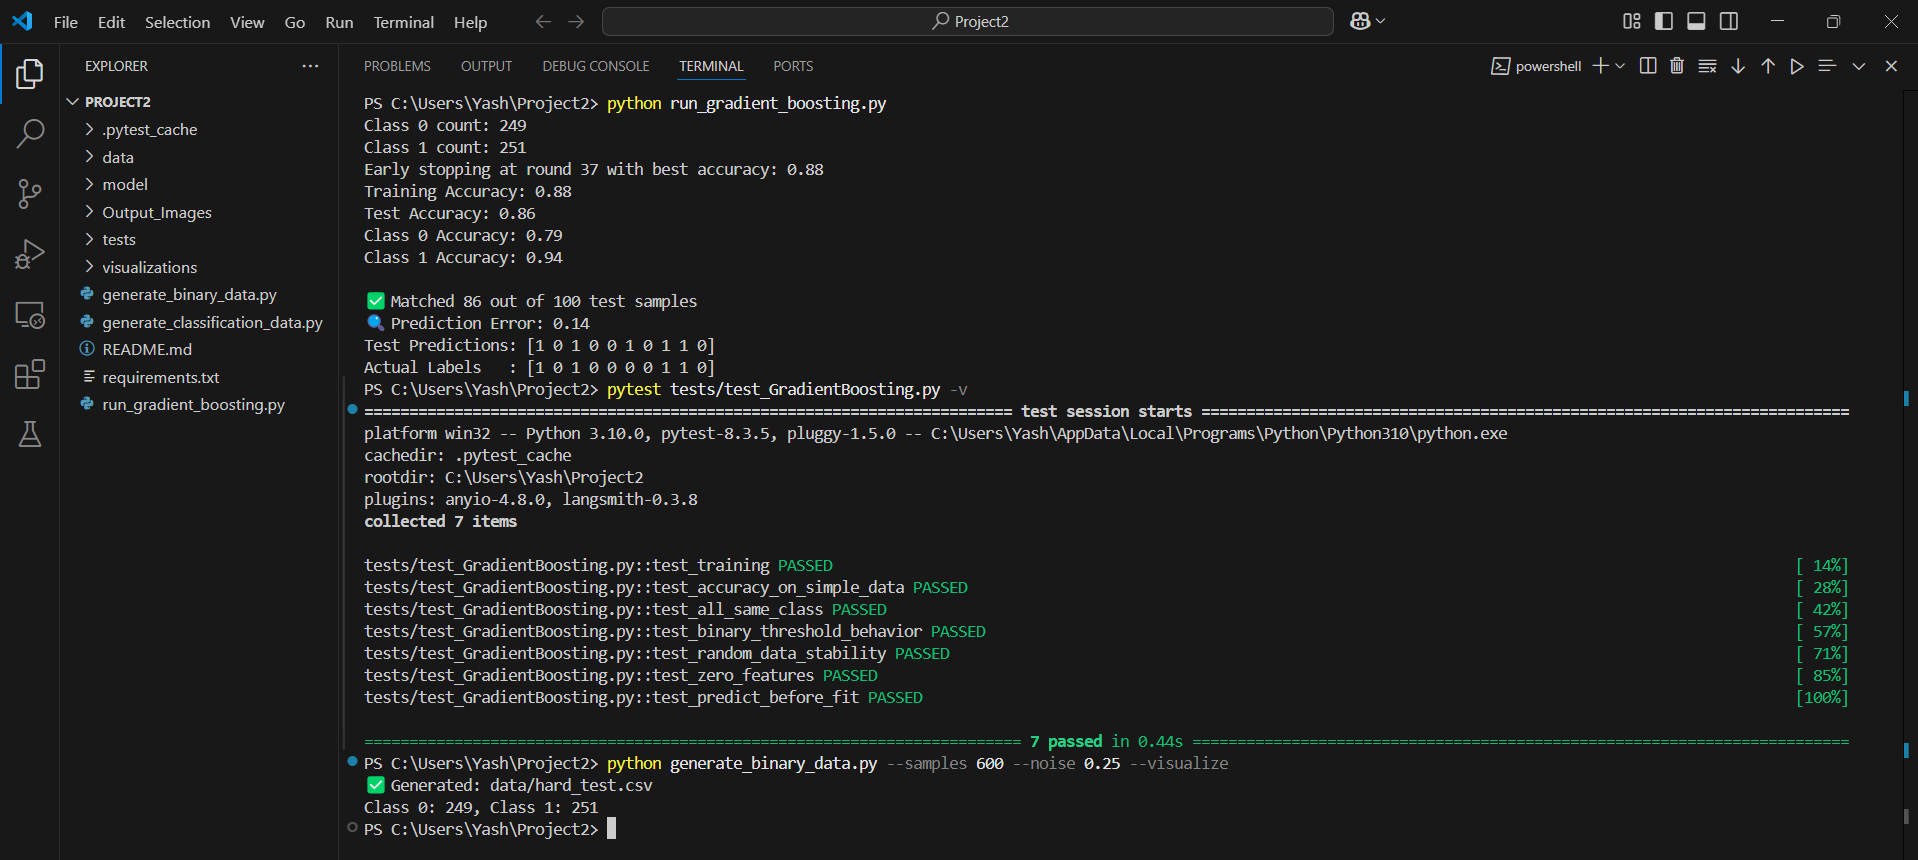 File Edit Selection View Go Run Terminal Help Project2
EXPLORER
PROJECT2
.pytest_cache
data
model
Output_Images
tests
visualizations
generate_binary_data.py
generate_classification_data.py
README.md
requirements.txt
run_gradient_boosting.py
PROBLEMS OUTPUT DEBUG CONSOLE TERMINAL PORTS powershell
PS C:\Users\Yash\Project2> python run_gradient_boosting.py
Class 0 count: 249
Class 1 count: 251
Early stopping at round 37 with best accuracy: 0.88
Training Accuracy: 0.88
Test Accuracy: 0.86
Class 0 Accuracy: 0.79
Class 1 Accuracy: 0.94
✅ Matched 86 out of 100 test samples
🔍 Prediction Error: 0.14
Test Predictions: [1 0 1 0 0 1 0 1 1 0]
Actual Labels   : [1 0 1 0 0 0 0 1 1 0]
PS C:\Users\Yash\Project2> pytest tests/test_GradientBoosting.py -v
======================================================================== test session starts ========================================================================
platform win32 -- Python 3.10.0, pytest-8.3.5, pluggy-1.5.0 -- C:\Users\Yash\AppData\Local\Programs\Python\Python310\python.exe
cachedir: .pytest_cache
rootdir: C:\Users\Yash\Project2
plugins: anyio-4.8.0, langsmith-0.3.8
collected 7 items
tests/test_GradientBoosting.py::test_training PASSED [ 14%]
tests/test_GradientBoosting.py::test_accuracy_on_simple_data PASSED [ 28%]
tests/test_GradientBoosting.py::test_all_same_class PASSED [ 42%]
tests/test_GradientBoosting.py::test_binary_threshold_behavior PASSED [ 57%]
tests/test_GradientBoosting.py::test_random_data_stability PASSED [ 71%]
tests/test_GradientBoosting.py::test_zero_features PASSED [ 85%]
tests/test_GradientBoosting.py::test_predict_before_fit PASSED [100%]
========================================================================= 7 passed in 0.44s =========================================================================
PS C:\Users\Yash\Project2> python generate_binary_data.py --samples 600 --noise 0.25 --visualize
✅ Generated: data/hard_test.csv
Class 0: 249, Class 1: 251
PS C:\Users\Yash\Project2>